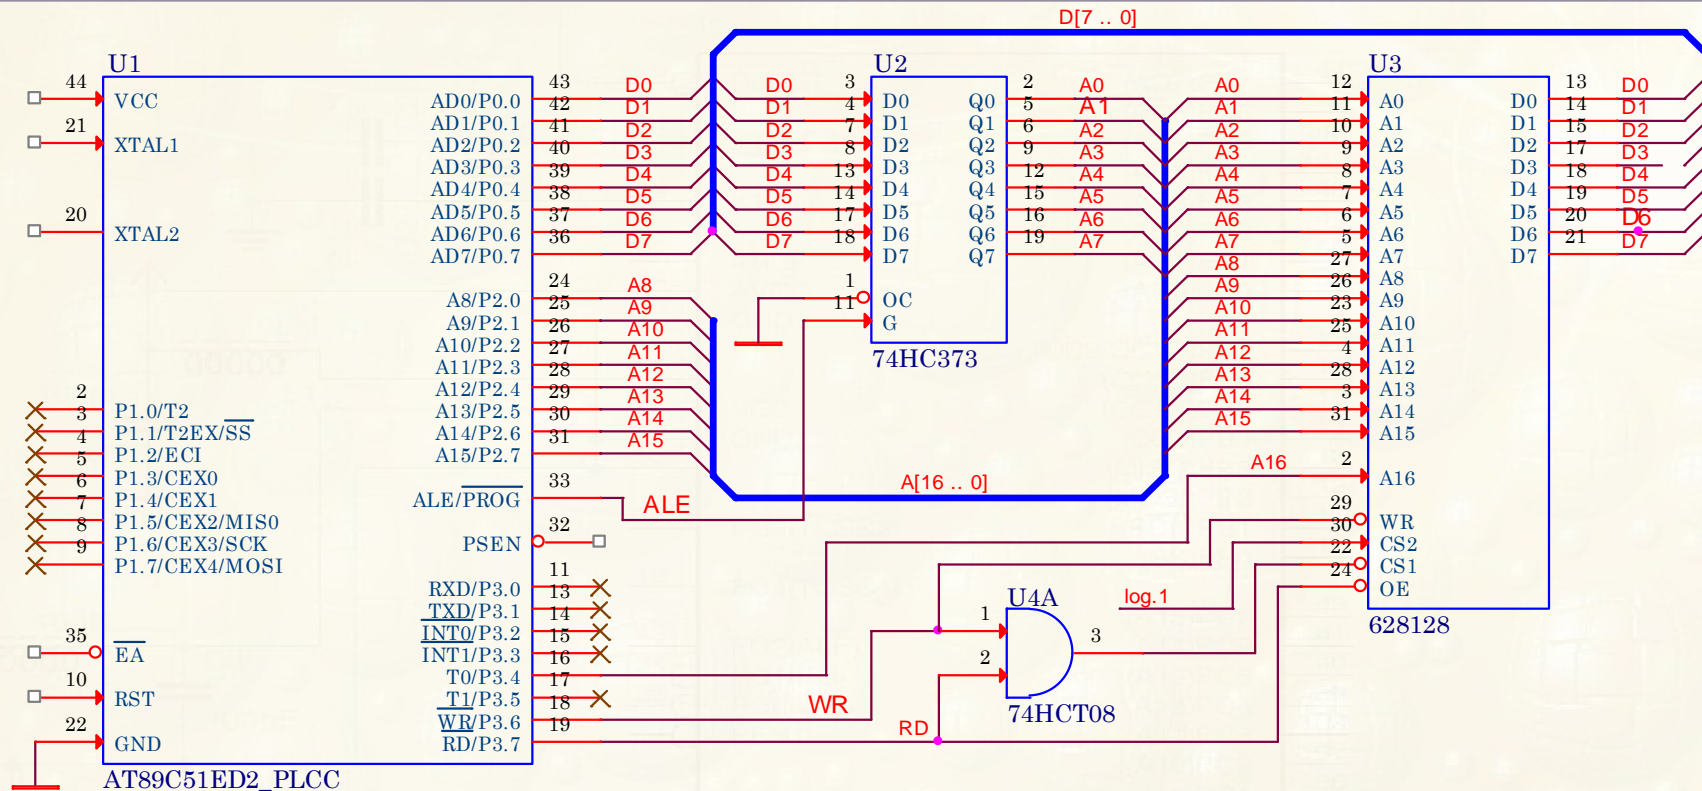 D[7 .. 0]
U1
44 VCC
21 XTAL1
20 XTAL2
2 P1.0/T2
3 P1.1/T2EX/SS
4 P1.2/ECI
5 P1.3/CEX0
6 P1.4/CEX1
7 P1.5/CEX2/MIS0
8 P1.6/CEX3/SCK
9 P1.7/CEX4/MOSI
35 EA
10 RST
22 GND
AD0/P0.0 43 D0
AD1/P0.1 42 D1
AD2/P0.2 41 D2
AD3/P0.3 40 D3
AD4/P0.4 39 D4
AD5/P0.5 38 D5
AD6/P0.6 37 D6
AD7/P0.7 36 D7
A8/P2.0 24 A8
A9/P2.1 25 A9
A10/P2.2 26 A10
A11/P2.3 27 A11
A12/P2.4 28 A12
A13/P2.5 29 A13
A14/P2.6 30 A14
A15/P2.7 31 A15
ALE/PROG 33 ALE
PSEN 32
RXD/P3.0 11
TXD/P3.1 13
INT0/P3.2 14
INT1/P3.3 15
T0/P3.4 16
T1/P3.5 17
WR/P3.6 18 WR
RD/P3.7 19 RD
AT89C51ED2_PLCC
U2
D0 3 D0 Q0 2 A0
D1 4 D1 Q1 5 A1
D2 7 D2 Q2 6 A2
D3 8 D3 Q3 9 A3
D4 13 D4 Q4 12 A4
D5 14 D5 Q5 15 A5
D6 17 D6 Q6 16 A6
D7 18 D7 Q7 19 A7
1 OC
11 G
74HC373
A[16 .. 0]
U4A
1
2
3
74HCT08
log.1
U3
A0 12 A0 D0 13 D0
A1 11 A1 D1 14 D1
A2 10 A2 D2 15 D2
A3 9 A3 D3 17 D3
A4 8 A4 D4 18 D4
A5 7 A5 D5 19 D5
A6 6 A6 D6 20 D6
A7 5 A7 D7 21 D7
A8 27 A8
A9 26 A9
A10 23 A10
A11 25 A11
A12 4 A12
A13 28 A13
A14 3 A14
A15 31 A15
A16 2 A16
29 WR
30 CS2
22 CS1
24 OE
628128